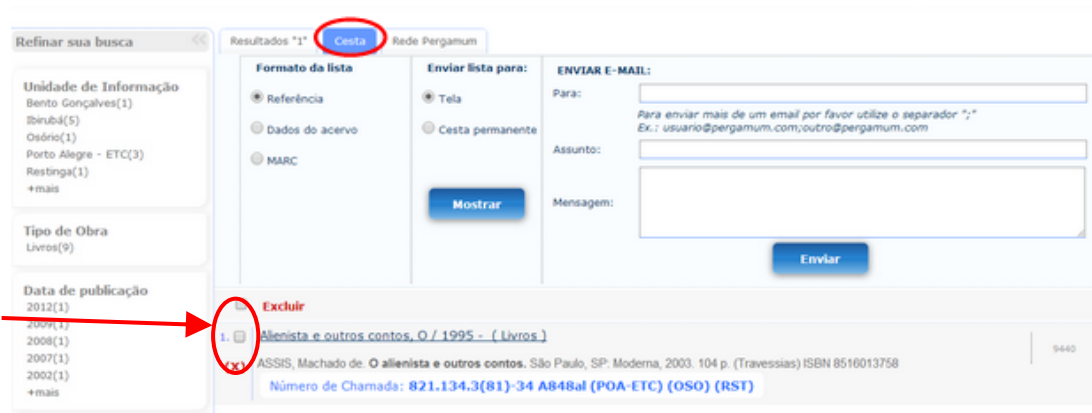 Refinar sua busca
Unidade de Informação
Bento Gonçalves(1)
Ibirubá(5)
Osório(1)
Porto Alegre - ETC(3)
Restinga(1)
+mais
Tipo de Obra
Livros(9)
Data de publicação
2012(1)
2009(1)
2008(1)
2007(1)
2002(1)
+mais
Resultados "1" Cesta Rede Pergamum
Formato da lista
Referência
Dados do acervo
MARC
Enviar lista para:
Tela
Cesta permanente
Mostrar
ENVIAR E-MAIL:
Para:
Para enviar mais de um email por favor utilize o separador ";"
Ex.: usuario@pergamum.com;outro@pergamum.com
Assunto:
Mensagem:
Enviar
Excluir
1. Alienista e outros contos, O / 1995 - ( Livros )
9440
(X) ASSIS, Machado de. O alienista e outros contos. São Paulo, SP: Moderna, 2003. 104 p. (Travessias) ISBN 8516013758
Número de Chamada: 821.134.3(81)-34 A848al (POA-ETC) (OSO) (RST)